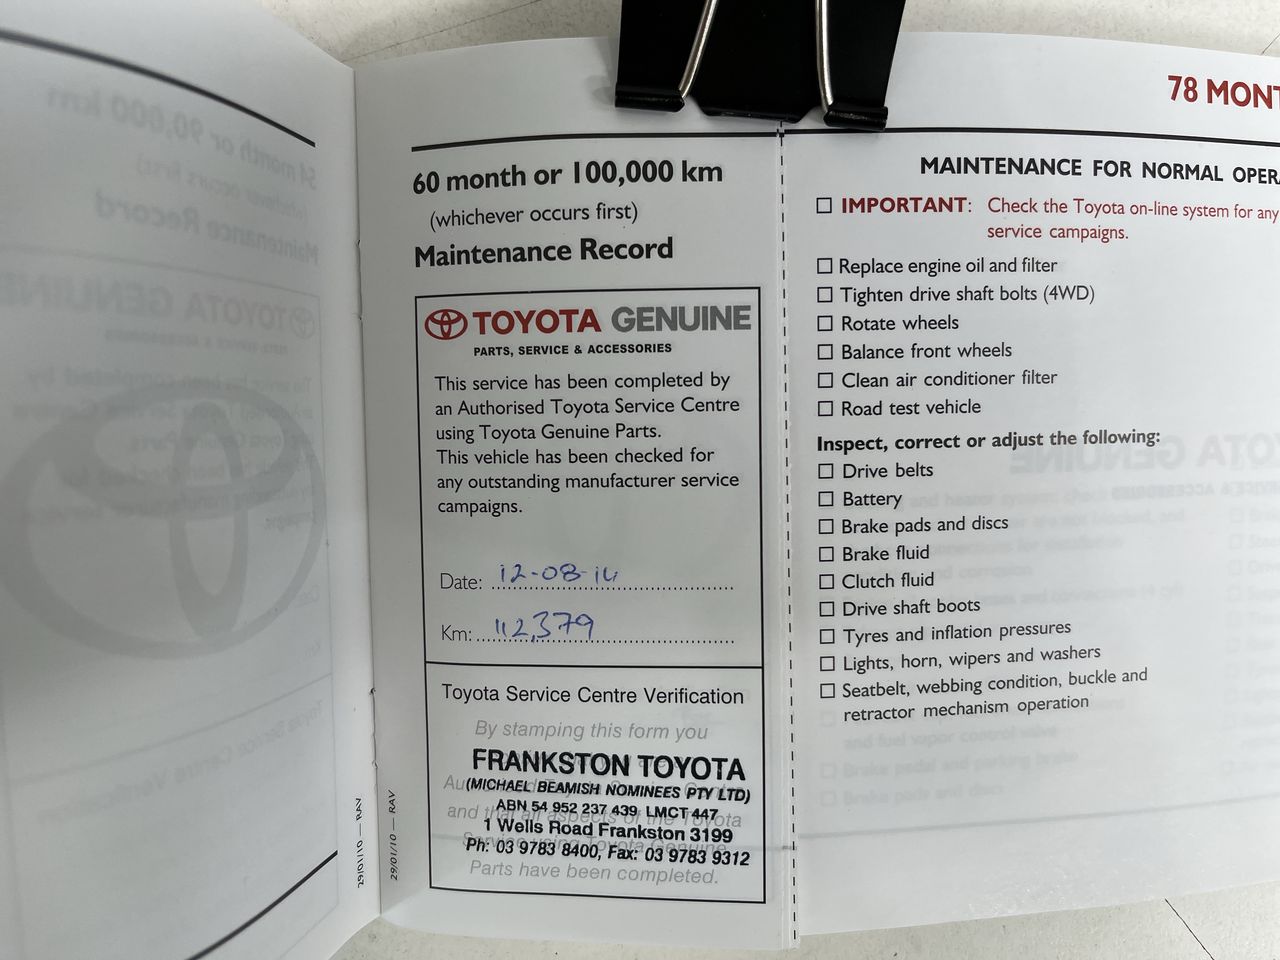 60 month or 100,000 km
(whichever occurs first)
Maintenance Record
TOYOTA GENUINE
PARTS, SERVICE & ACCESSORIES
This service has been completed by
an Authorised Toyota Service Centre
using Toyota Genuine Parts.
This vehicle has been checked for
any outstanding manufacturer service
campaigns.
Date: 12-08-14
Km: 112,379
Toyota Service Centre Verification
By stamping this form you
FRANKSTON TOYOTA
(MICHAEL BEAMISH NOMINEES PTY LTD)
ABN 54 952 237 439 LMCT 447
1 Wells Road Frankston 3199
Ph: 03 9783 8400, Fax: 03 9783 9312
Parts have been completed.
29/01/10 — RAV
29/01/10 — RAV
78 MONT
MAINTENANCE FOR NORMAL OPERA
IMPORTANT: Check the Toyota on-line system for any
service campaigns.
Replace engine oil and filter
Tighten drive shaft bolts (4WD)
Rotate wheels
Balance front wheels
Clean air conditioner filter
Road test vehicle
Inspect, correct or adjust the following:
Drive belts
Battery
Brake pads and discs
Brake fluid
Clutch fluid
Drive shaft boots
Tyres and inflation pressures
Lights, horn, wipers and washers
Seatbelt, webbing condition, buckle and
retractor mechanism operation